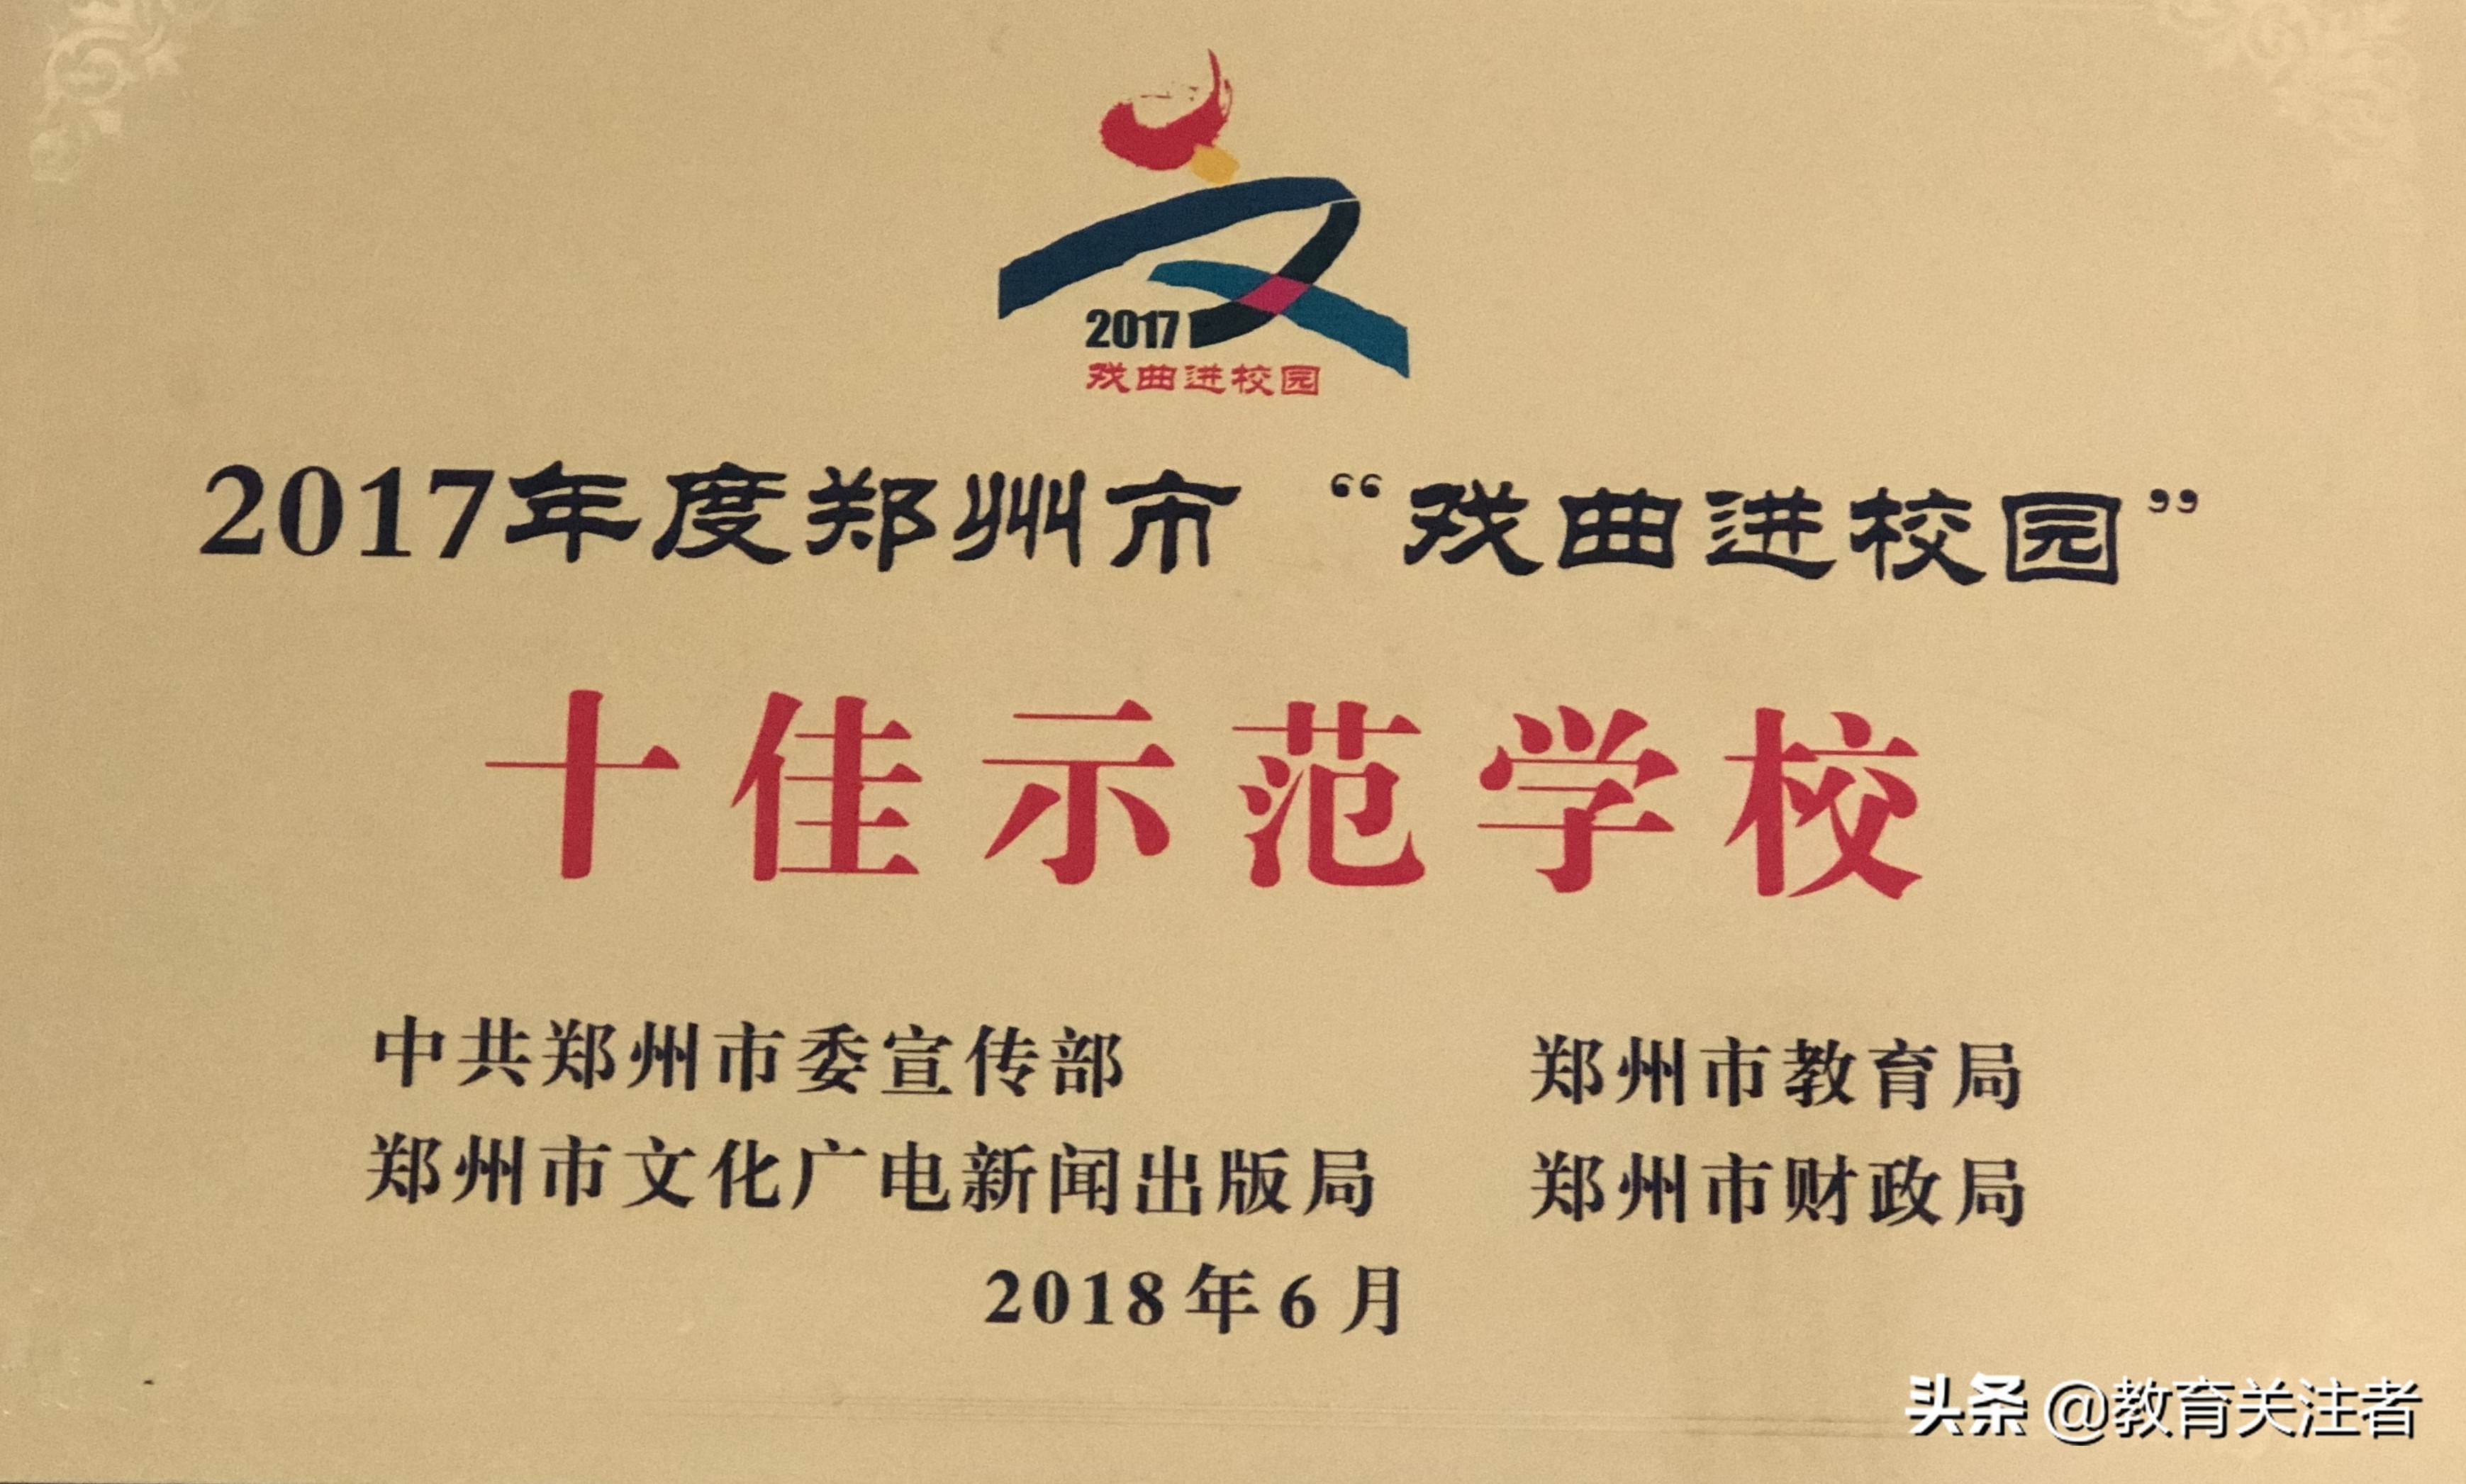 2017
戏曲进校园
2017年度郑州市“戏曲进校园”
十佳示范学校
中共郑州市委宣传部 郑州市教育局
郑州市文化广电新闻出版局 郑州市财政局
2018年6月
头条 @教育关注者